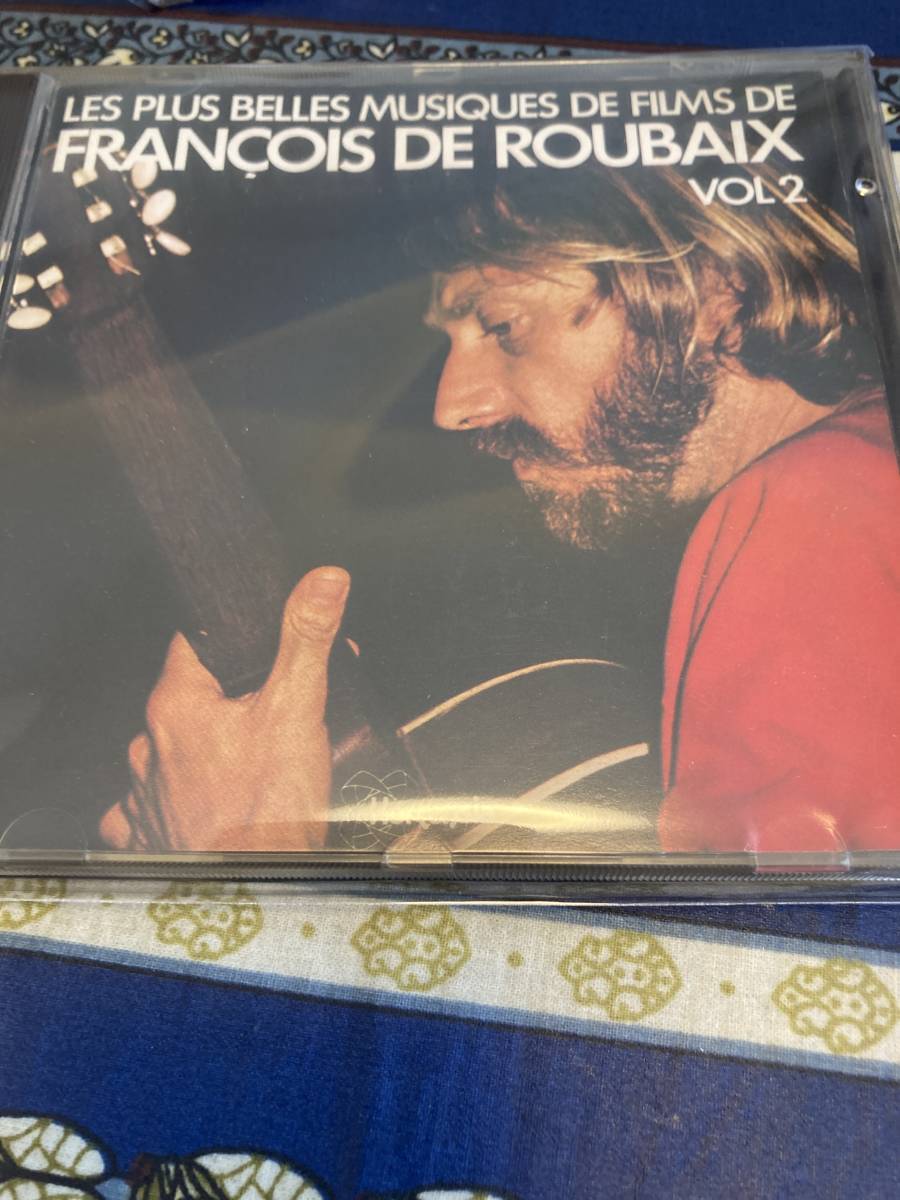 LES PLUS BELLES MUSIQUES DE FILMS DE
FRANÇOIS DE ROUBAIX
VOL 2